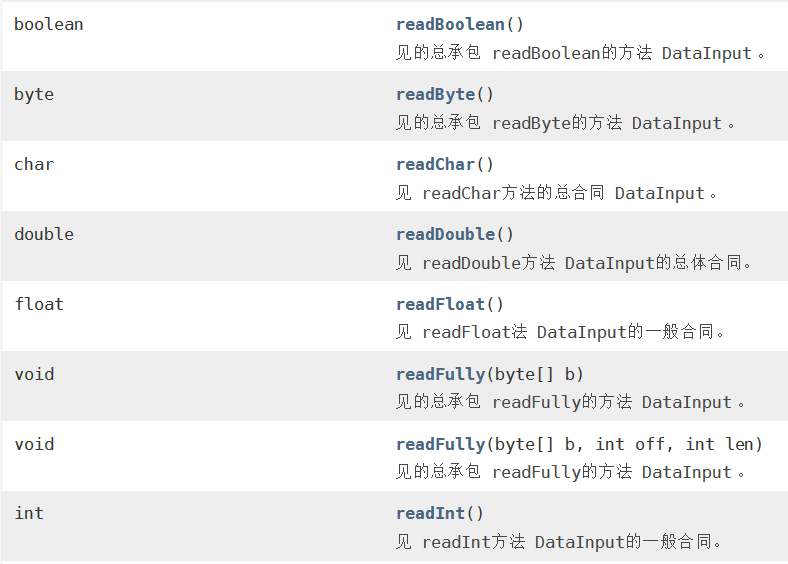 boolean readBoolean()
见的总承包 readBoolean的方法 DataInput 。
byte readByte()
见的总承包 readByte的方法 DataInput 。
char readChar()
见 readChar方法的总合同 DataInput 。
double readDouble()
见 readDouble方法 DataInput的总体合同。
float readFloat()
见 readFloat法 DataInput的一般合同。
void readFully(byte[] b)
见的总承包 readFully的方法 DataInput 。
void readFully(byte[] b, int off, int len)
见的总承包 readFully的方法 DataInput 。
int readInt()
见 readInt方法 DataInput的一般合同。